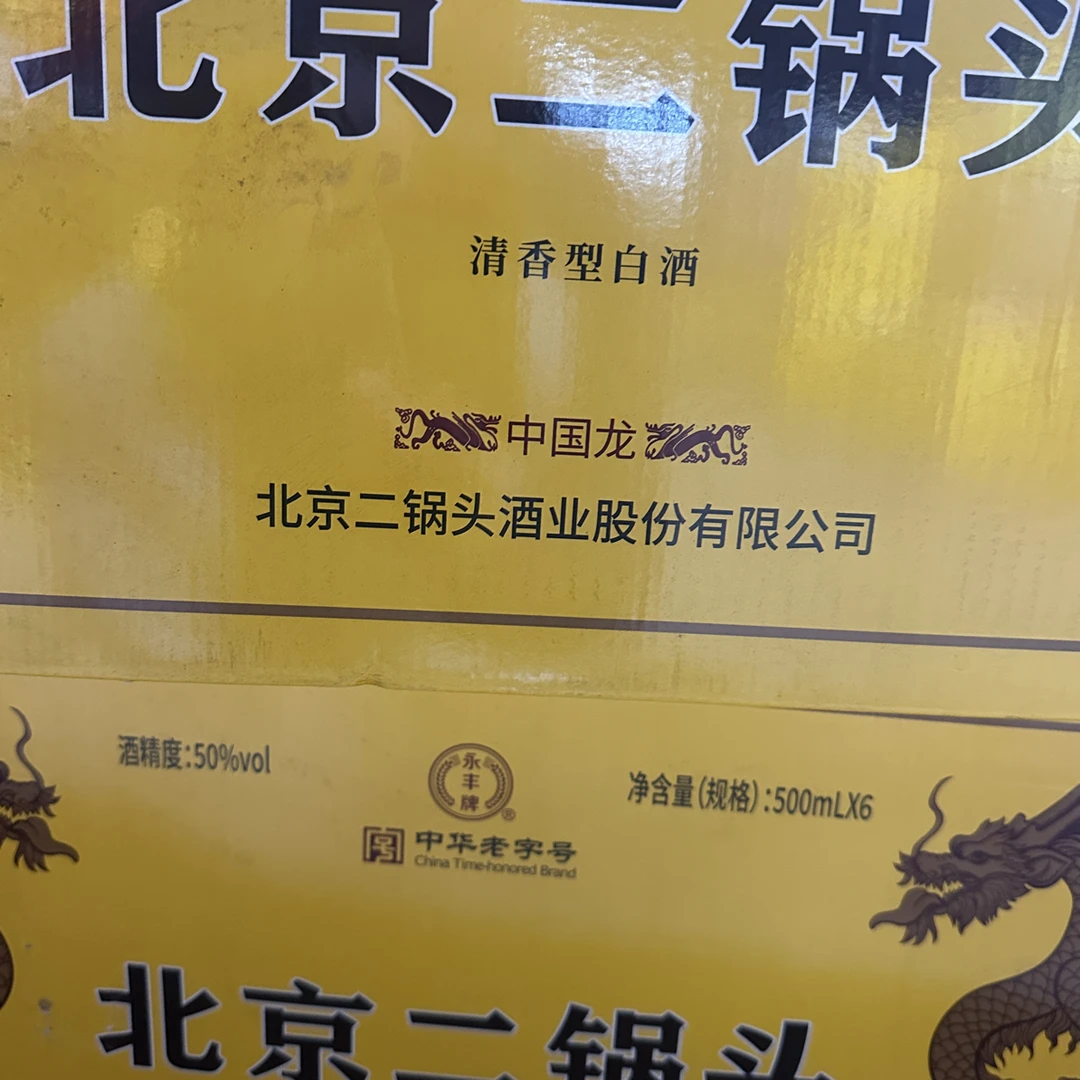 北京二锅头
清香型白酒
中国龙
北京二锅头酒业股份有限公司
酒精度:50%vol
永丰牌®
净含量(规格):500mLX6
中华老字号
China Time-honored Brand
北京二锅头